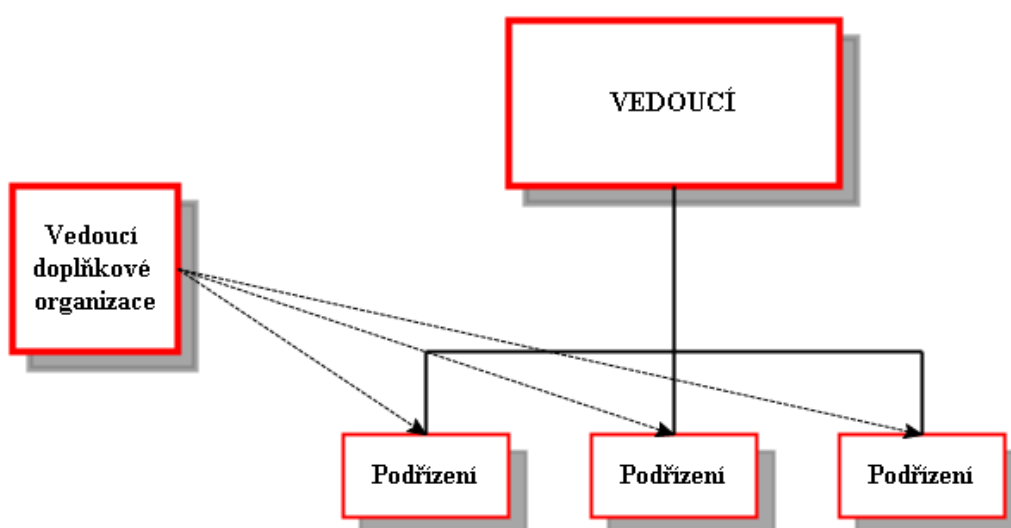 VEDOUCÍ
Vedoucí
doplňkové
organizace
Podřízení
Podřízení
Podřízení